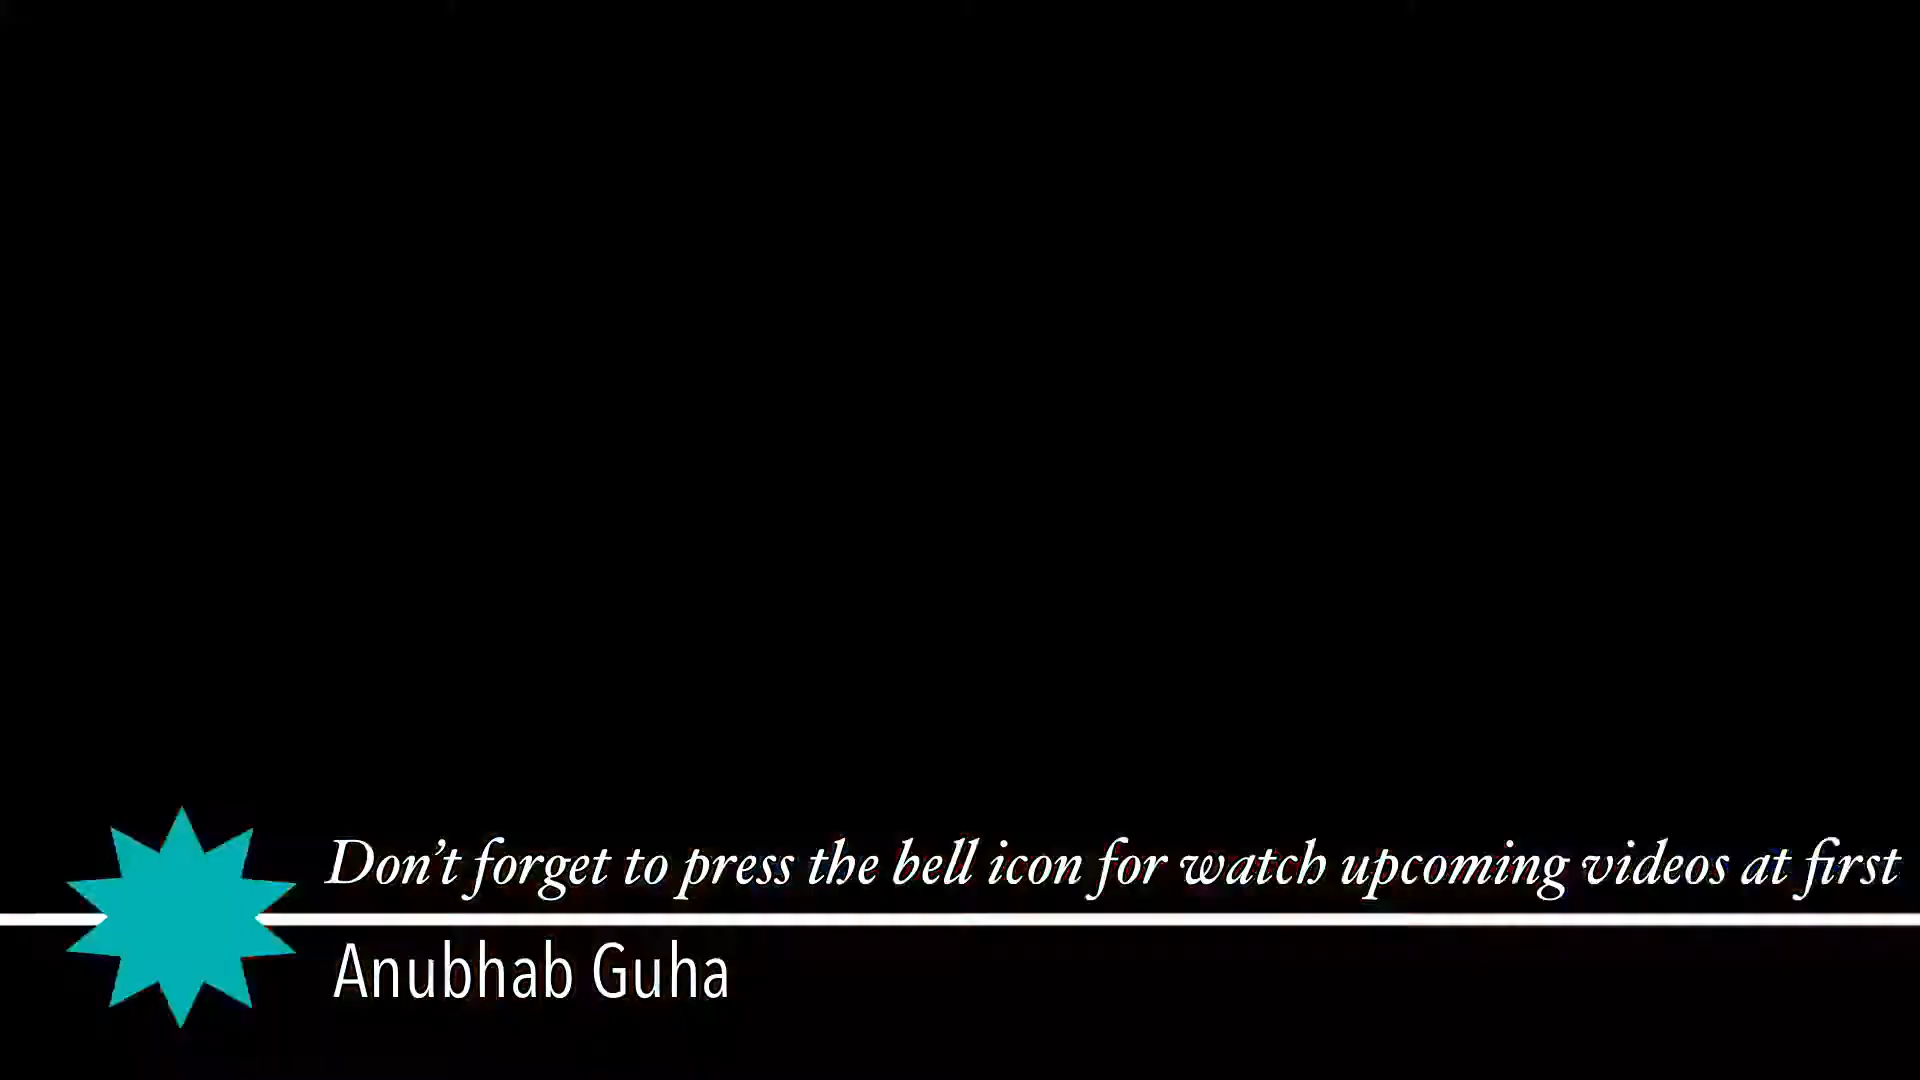 Don’t forget to press the bell icon for watch upcoming videos at first
Anubhab Guha